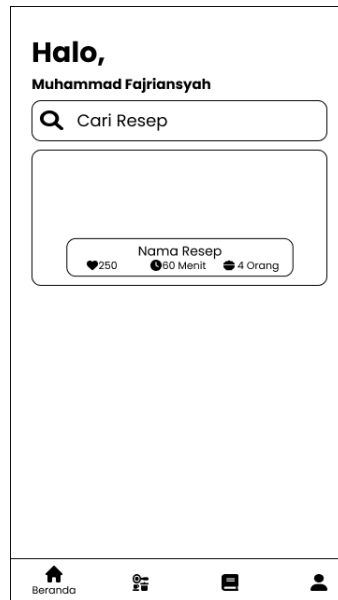 Halo,
Muhammad Fajriansyah
Cari Resep
Nama Resep
250 60 Menit 4 Orang
Beranda